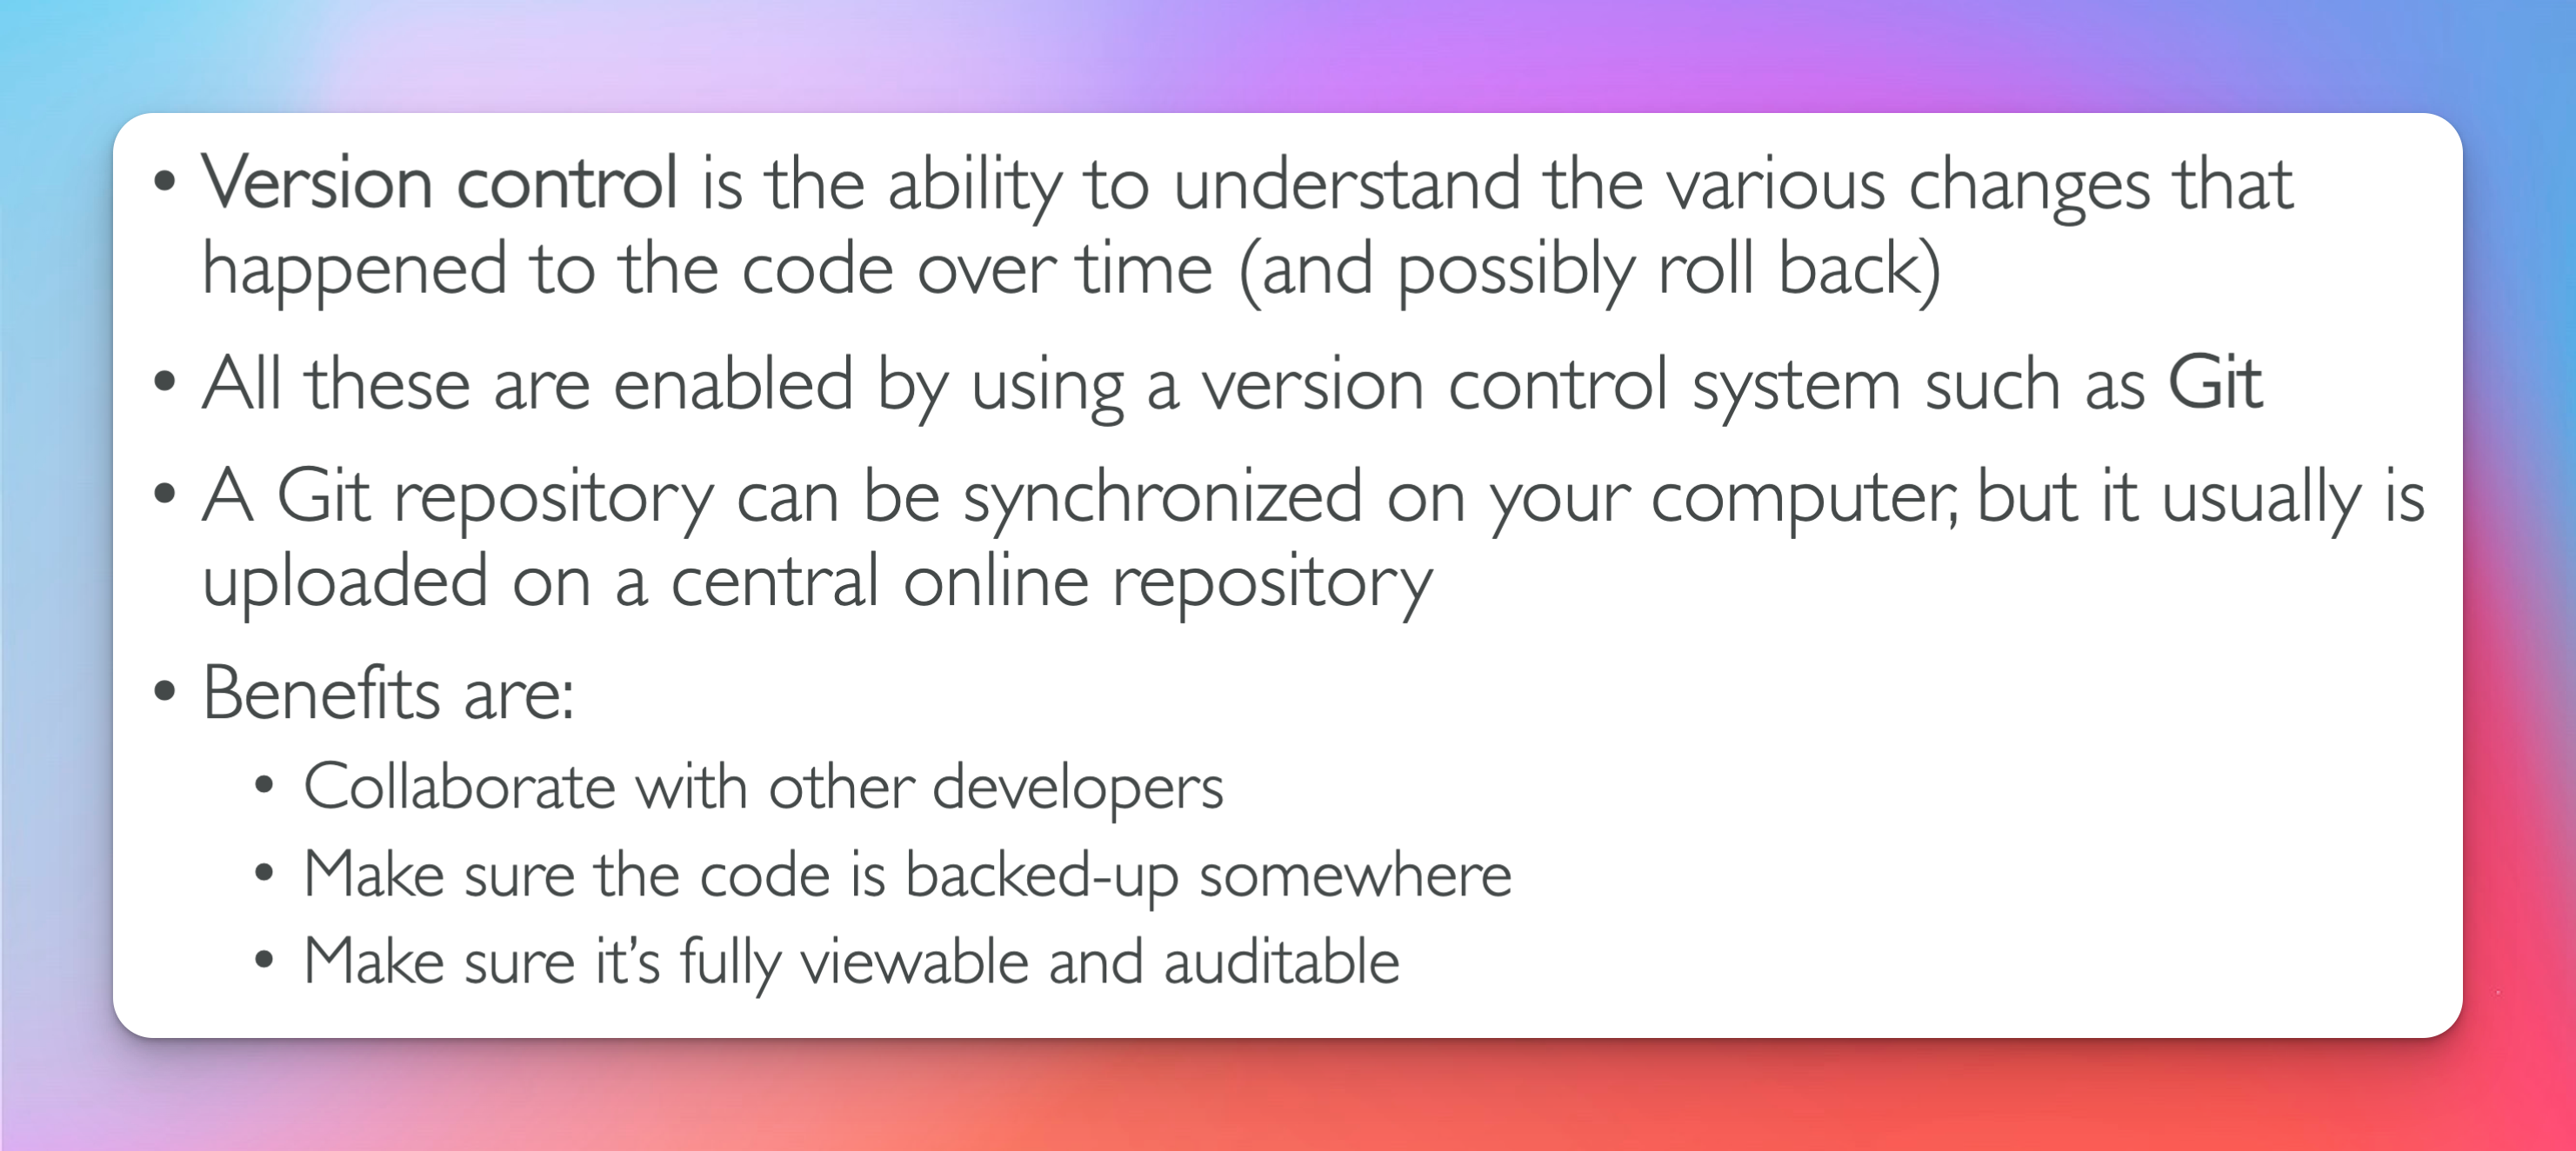 • Version control is the ability to understand the various changes that
happened to the code over time (and possibly roll back)
• All these are enabled by using a version control system such as Git
• A Git repository can be synchronized on your computer, but it usually is
uploaded on a central online repository
• Benefits are:
• Collaborate with other developers
• Make sure the code is backed-up somewhere
• Make sure it’s fully viewable and auditable